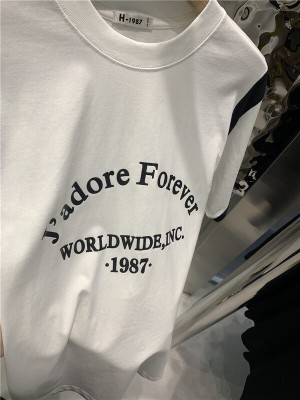 H-1987
J'adore Forever
WORLDWIDE, INC.
·1987·